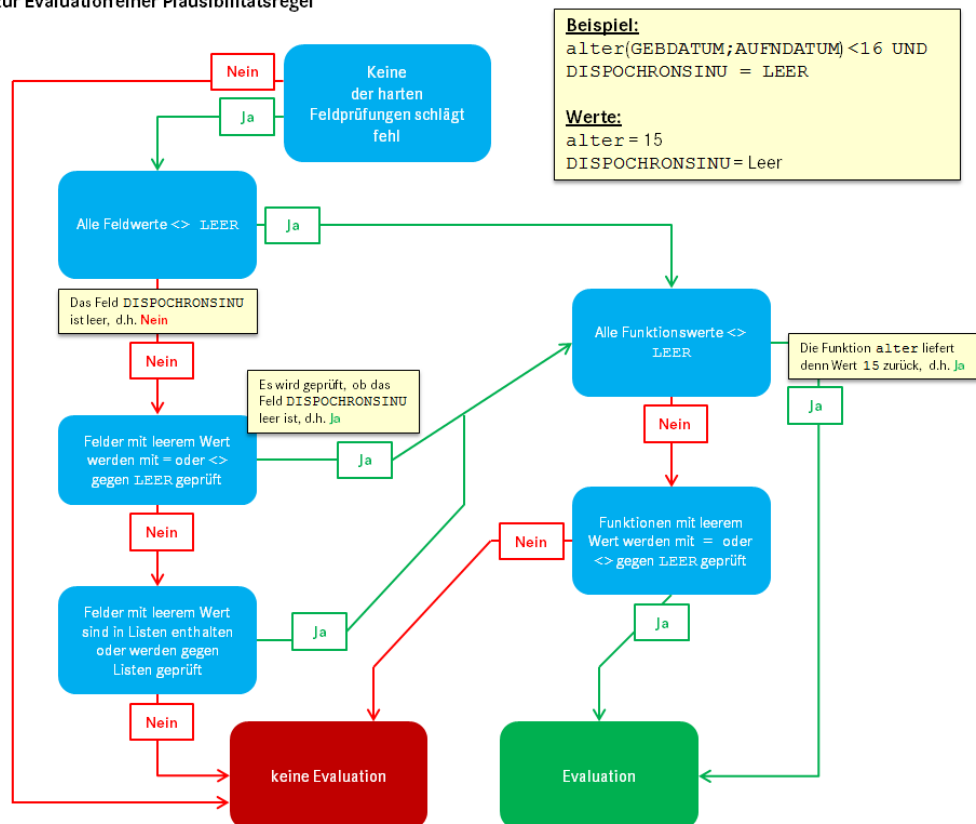 zur Evaluation einer Plausibilitätsregel
Beispiel:
alter(GEBDATUM;AUFNDATUM)<16 UND
DISPOCHRONSINU = LEER
Werte:
alter = 15
DISPOCHRONSINU = Leer
Nein
Keine
der harten
Feldprüfungen schlägt
fehl
Ja
Alle Feldwerte <> LEER
Ja
Das Feld DISPOCHRONSINU
ist leer, d.h. Nein
Nein
Alle Funktionswerte <>
LEER
Die Funktion alter liefert
denn Wert 15 zurück, d.h. Ja
Ja
Es wird geprüft, ob das
Feld DISPOCHRONSINU
leer ist, d.h. Ja
Felder mit leerem Wert
werden mit = oder <>
gegen LEER geprüft
Ja
Nein
Nein
Funktionen mit leerem
Wert werden mit = oder
<> gegen LEER geprüft
Nein
Ja
Felder mit leerem Wert
sind in Listen enthalten
oder werden gegen
Listen geprüft
Ja
Nein
keine Evaluation
Evaluation